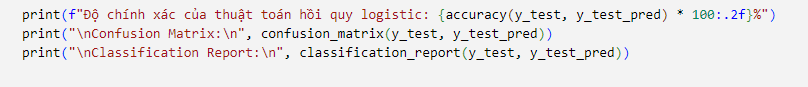 print(f"Độ chính xác của thuật toán hồi quy logistic: {accuracy(y_test, y_test_pred) * 100:.2f}%")
print("\nConfusion Matrix:\n", confusion_matrix(y_test, y_test_pred))
print("\nClassification Report:\n", classification_report(y_test, y_test_pred))